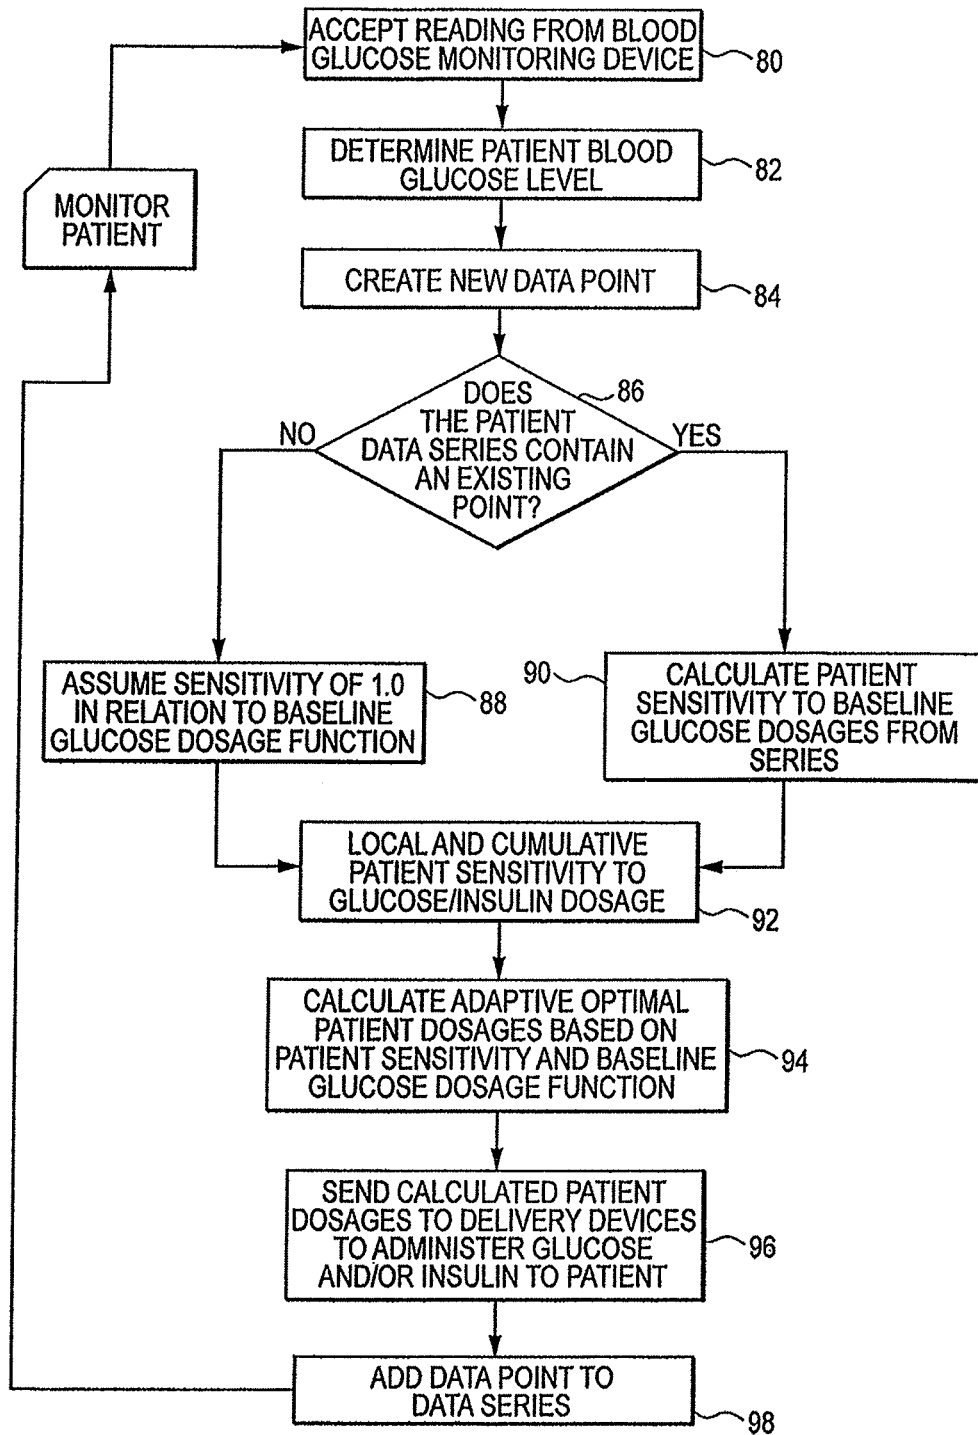 ACCEPT READING FROM BLOOD
GLUCOSE MONITORING DEVICE
80
DETERMINE PATIENT BLOOD
GLUCOSE LEVEL
82
MONITOR
PATIENT
CREATE NEW DATA POINT
84
DOES
THE PATIENT
DATA SERIES CONTAIN
AN EXISTING
POINT?
86
NO
YES
ASSUME SENSITIVITY OF 1.0
IN RELATION TO BASELINE
GLUCOSE DOSAGE FUNCTION
88
90
CALCULATE PATIENT
SENSITIVITY TO BASELINE
GLUCOSE DOSAGES FROM
SERIES
LOCAL AND CUMULATIVE
PATIENT SENSITIVITY TO
GLUCOSE/INSULIN DOSAGE
92
CALCULATE ADAPTIVE OPTIMAL
PATIENT DOSAGES BASED ON
PATIENT SENSITIVITY AND BASELINE
GLUCOSE DOSAGE FUNCTION
94
SEND CALCULATED PATIENT
DOSAGES TO DELIVERY DEVICES
TO ADMINISTER GLUCOSE
AND/OR INSULIN TO PATIENT
96
ADD DATA POINT TO
DATA SERIES
98